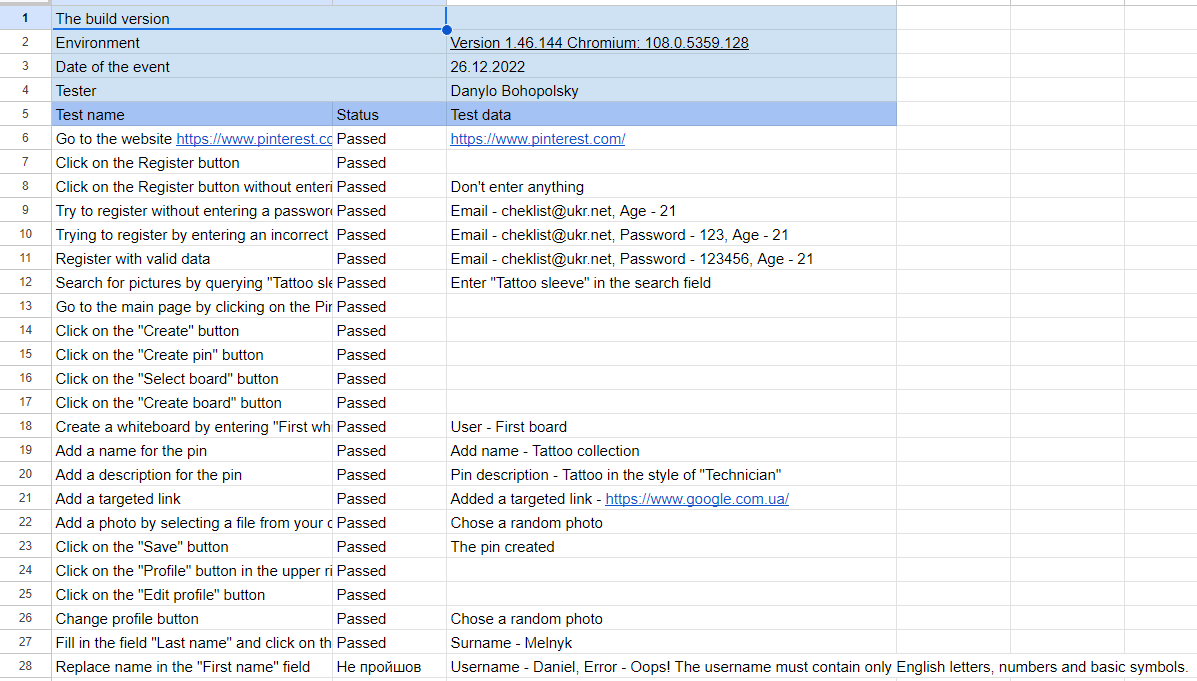 1 The build version
2 Environment Version 1.46.144 Chromium: 108.0.5359.128
3 Date of the event 26.12.2022
4 Tester Danylo Bohopolsky
5 Test name Status Test data
6 Go to the website https://www.pinterest.cc Passed https://www.pinterest.com/
7 Click on the Register button Passed
8 Click on the Register button without enteri Passed Don't enter anything
9 Try to register without entering a password Passed Email - cheklist@ukr.net, Age - 21
10 Trying to register by entering an incorrect Passed Email - cheklist@ukr.net, Password - 123, Age - 21
11 Register with valid data Passed Email - cheklist@ukr.net, Password - 123456, Age - 21
12 Search for pictures by querying "Tattoo sle Passed Enter "Tattoo sleeve" in the search field
13 Go to the main page by clicking on the Pin Passed
14 Click on the "Create" button Passed
15 Click on the "Create pin" button Passed
16 Click on the "Select board" button Passed
17 Click on the "Create board" button Passed
18 Create a whiteboard by entering "First wh Passed User - First board
19 Add a name for the pin Passed Add name - Tattoo collection
20 Add a description for the pin Passed Pin description - Tattoo in the style of "Technician"
21 Add a targeted link Passed Added a targeted link - https://www.google.com.ua/
22 Add a photo by selecting a file from your c Passed Chose a random photo
23 Click on the "Save" button Passed The pin created
24 Click on the "Profile" button in the upper ri Passed
25 Click on the "Edit profile" button Passed
26 Change profile button Passed Chose a random photo
27 Fill in the field "Last name" and click on th Passed Surname - Melnyk
28 Replace name in the "First name" field Не пройшов Username - Daniel, Error - Oops! The username must contain only English letters, numbers and basic symbols.